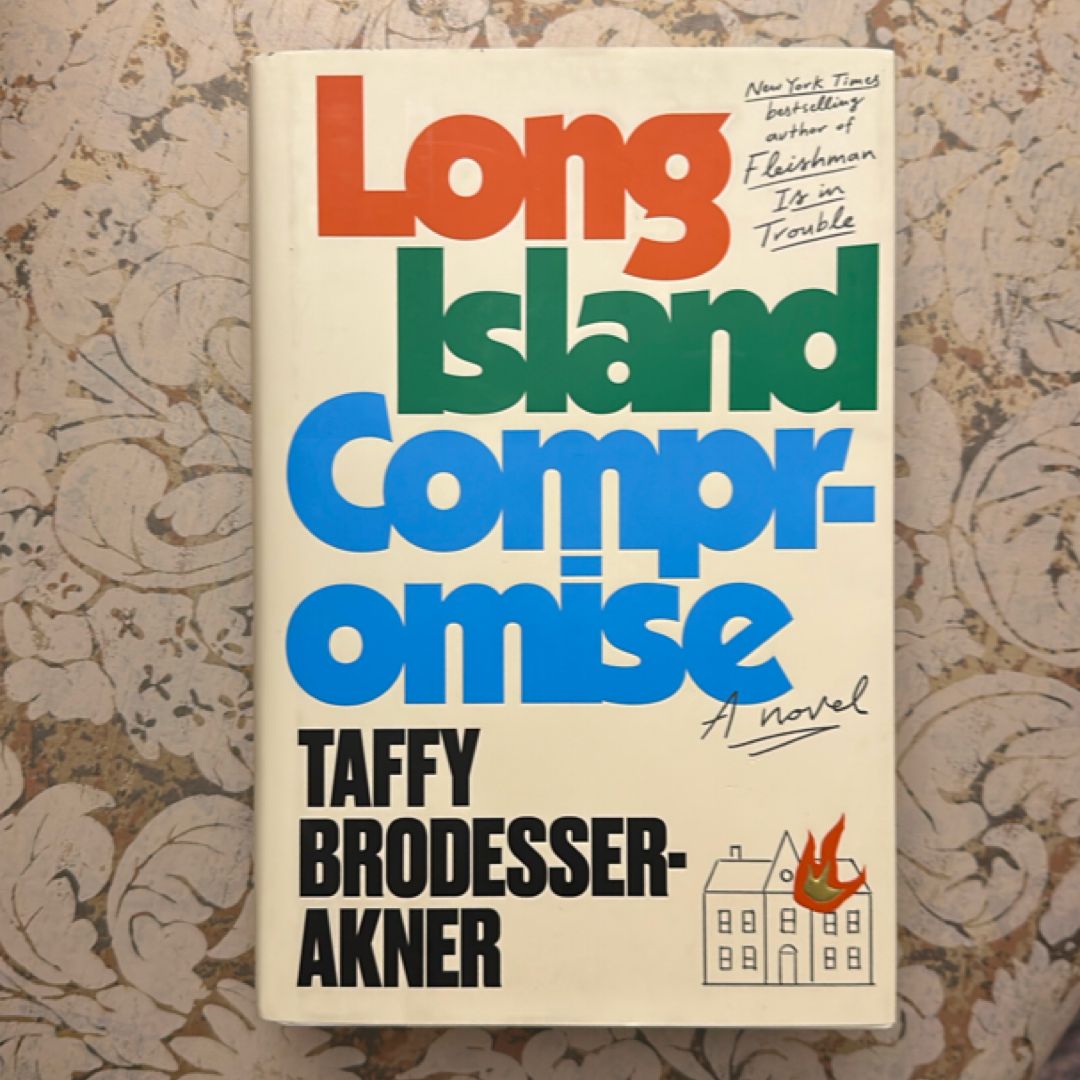 Long
Island
Compr-
omise
New York Times
bestselling
author of
Fleishman
Is in
Trouble
A novel
TAFFY
BRODESSER-
AKNER